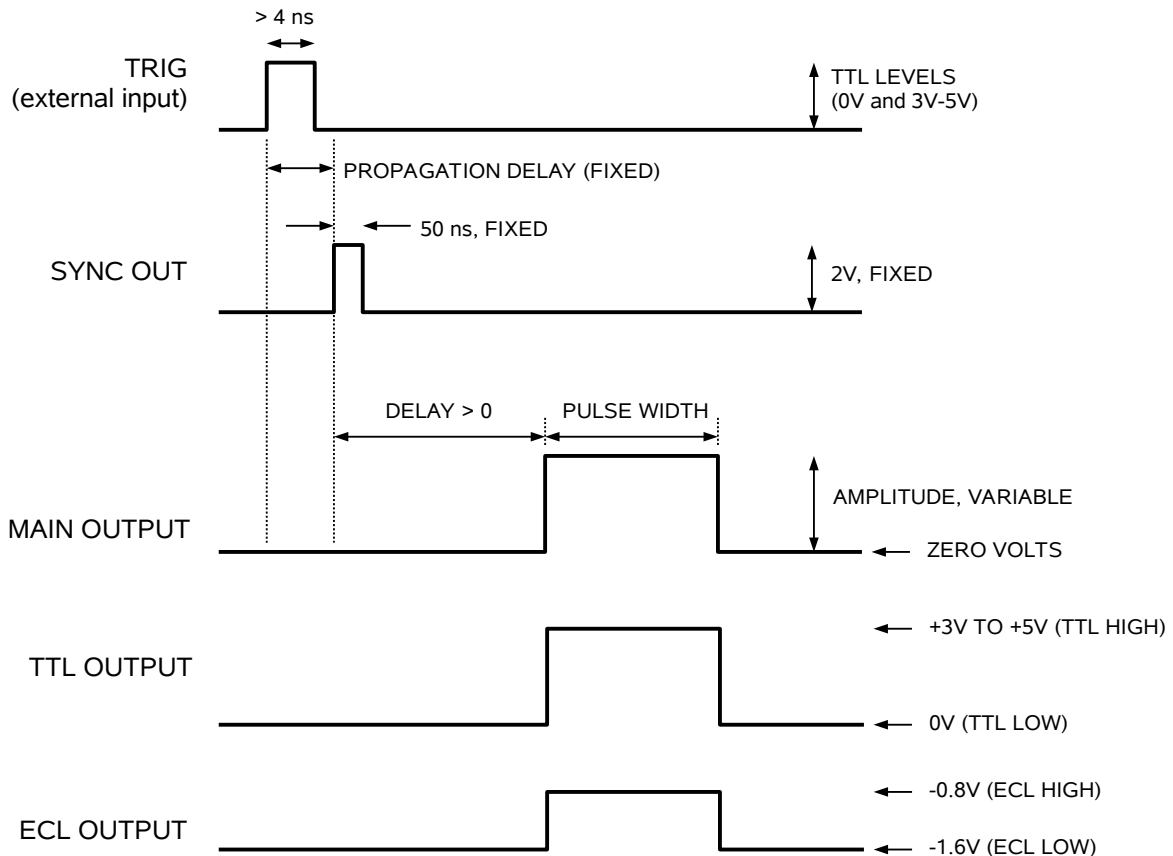 > 4 ns
TRIG
(external input)
TTL LEVELS
(0V and 3V-5V)
PROPAGATION DELAY (FIXED)
50 ns, FIXED
SYNC OUT
2V, FIXED
DELAY > 0
PULSE WIDTH
AMPLITUDE, VARIABLE
MAIN OUTPUT
ZERO VOLTS
+3V TO +5V (TTL HIGH)
TTL OUTPUT
0V (TTL LOW)
-0.8V (ECL HIGH)
ECL OUTPUT
-1.6V (ECL LOW)